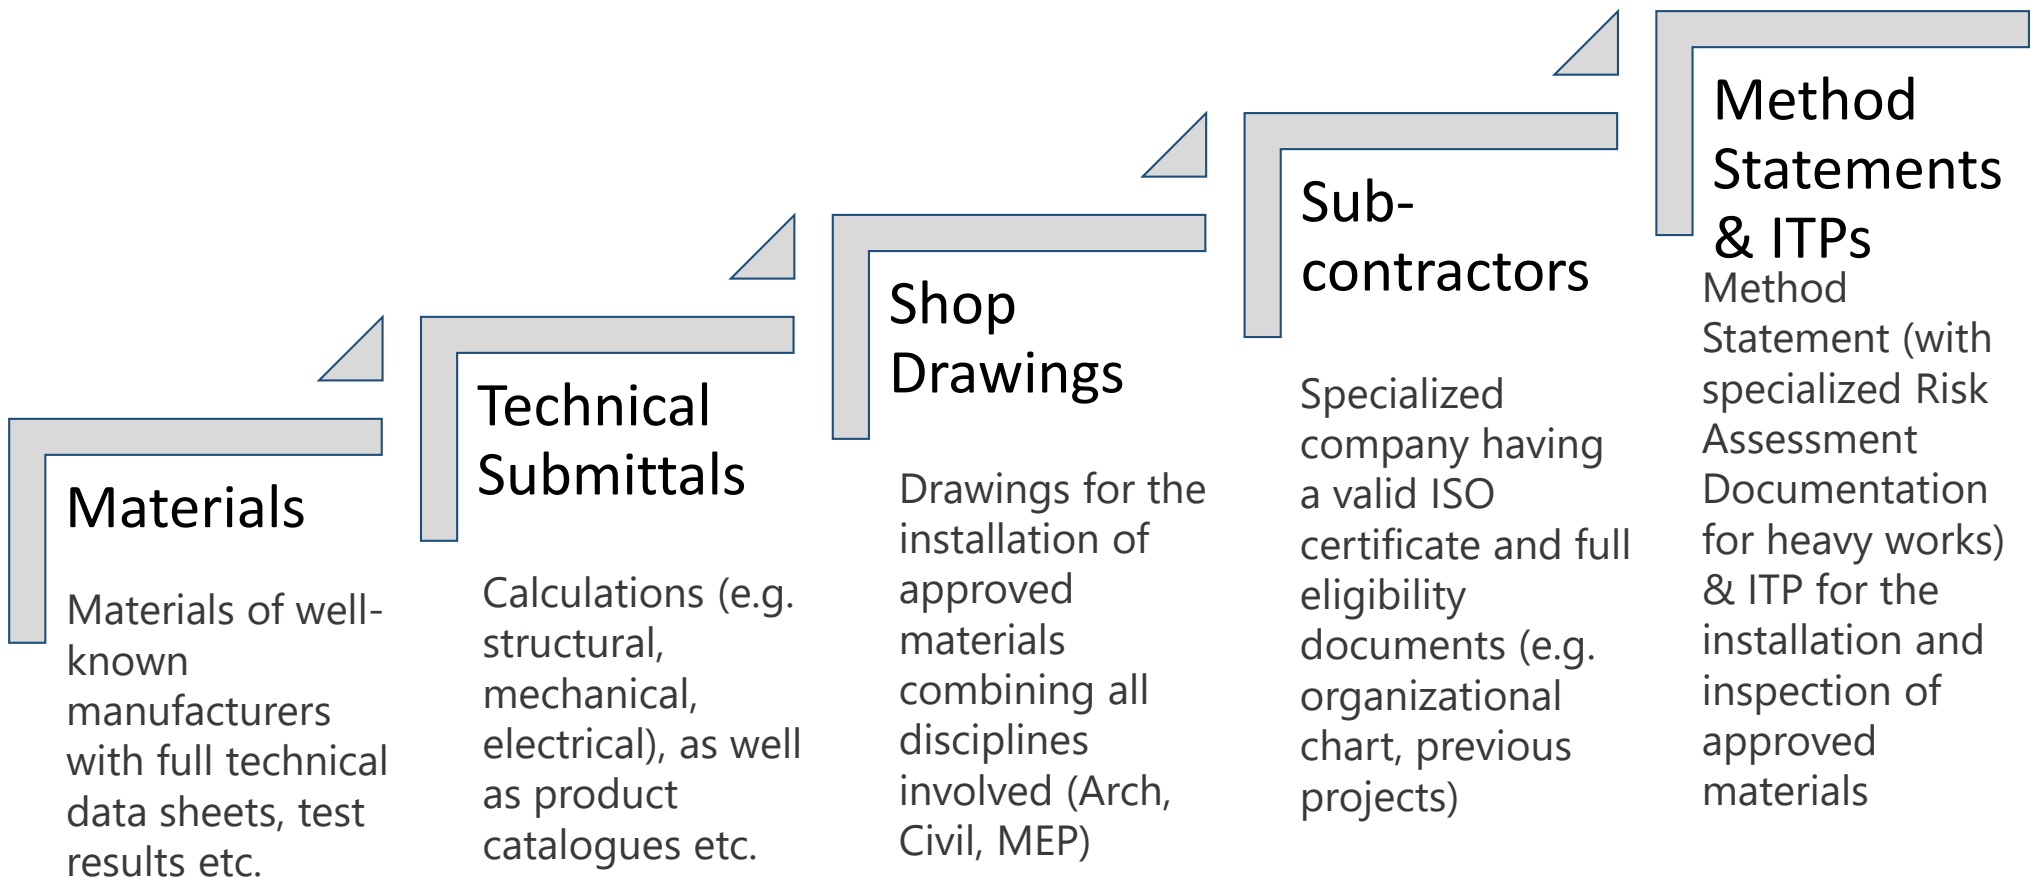 Materials
Materials of well-
known
manufacturers
with full technical
data sheets, test
results etc.
Technical
Submittals
Calculations (e.g.
structural,
mechanical,
electrical), as well
as product
catalogues etc.
Shop
Drawings
Drawings for the
installation of
approved
materials
combining all
disciplines
involved (Arch,
Civil, MEP)
Sub-
contractors
Specialized
company having
a valid ISO
certificate and full
eligibility
documents (e.g.
organizational
chart, previous
projects)
Method
Statements
& ITPs
Method
Statement (with
specialized Risk
Assessment
Documentation
for heavy works)
& ITP for the
installation and
inspection of
approved
materials